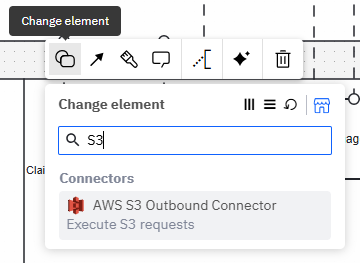 Change element
Change element
S3
Connectors
AWS S3 Outbound Connector
Execute S3 requests
Clai
ag